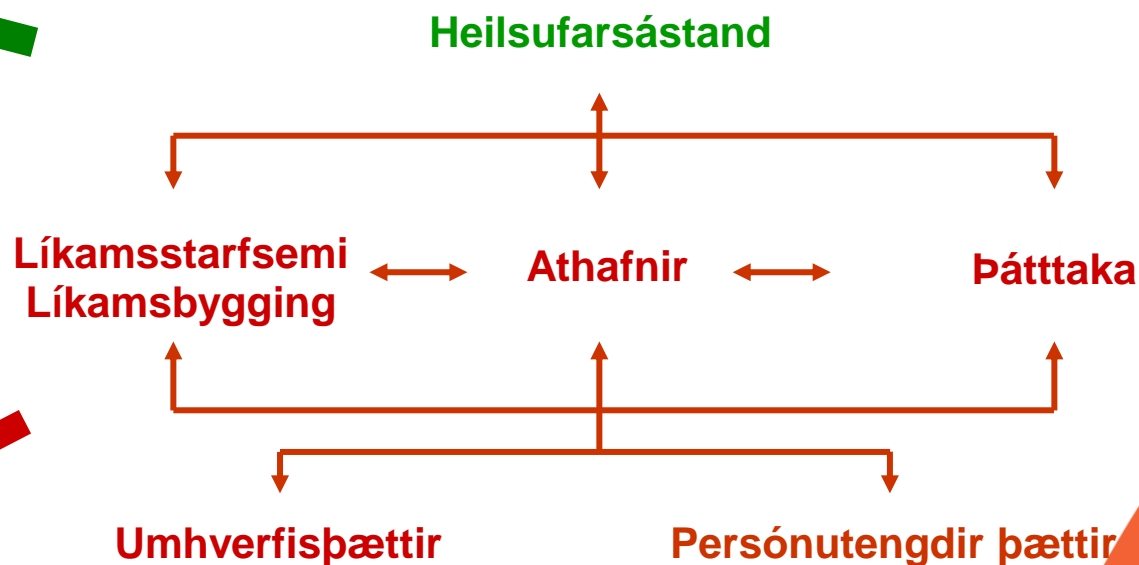 Heilsufarsástand
Líkamsstarfsemi
Líkamsbygging
Athafnir
Þátttaka
Umhverfisþættir
Persónutengdir þættir